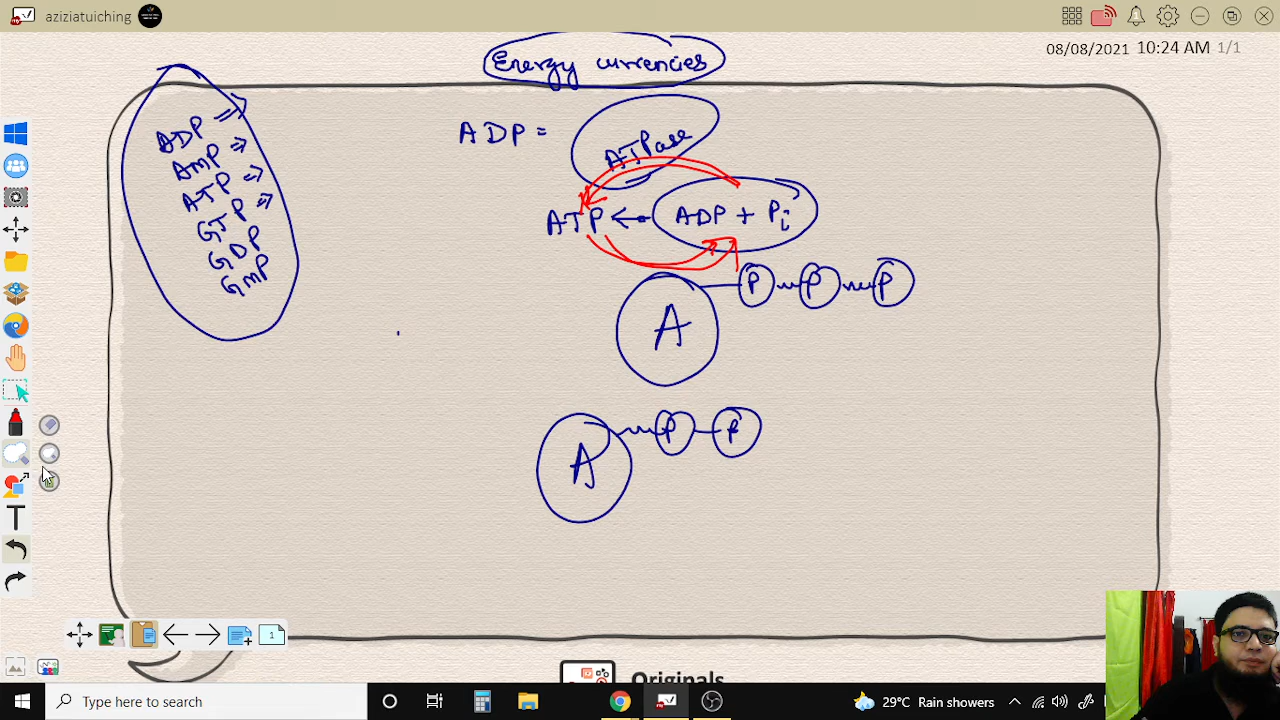 aziziatuiching
08/08/2021 10:24 AM 1/1
Energy currencies
ADP ⇒
AMP ⇒
ATP ⇒
GTP ⇒
GDP
GMP
ADP =
ATPase
ATP ← ADP + Pi
A P P P
A P P
T
1
Originals
Type here to search
29°C Rain showers